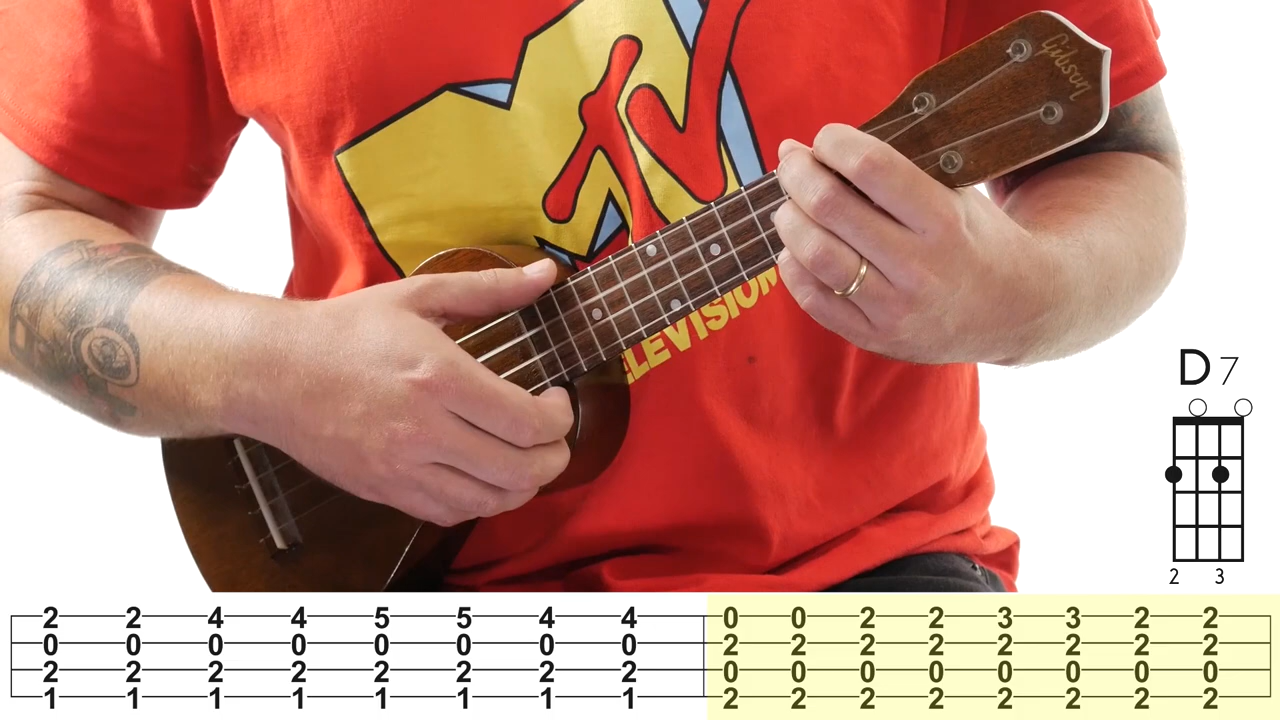 Gibson
TV
ELEVISION
D7
2 3
2 2 4 4 5 5 4 4 0 0 2 2 3 3 2 2
0 0 0 0 0 0 0 0 2 2 2 2 2 2 2 2
2 2 2 2 2 2 2 2 0 0 0 0 0 0 0 0
1 1 1 1 1 1 1 1 2 2 2 2 2 2 2 2